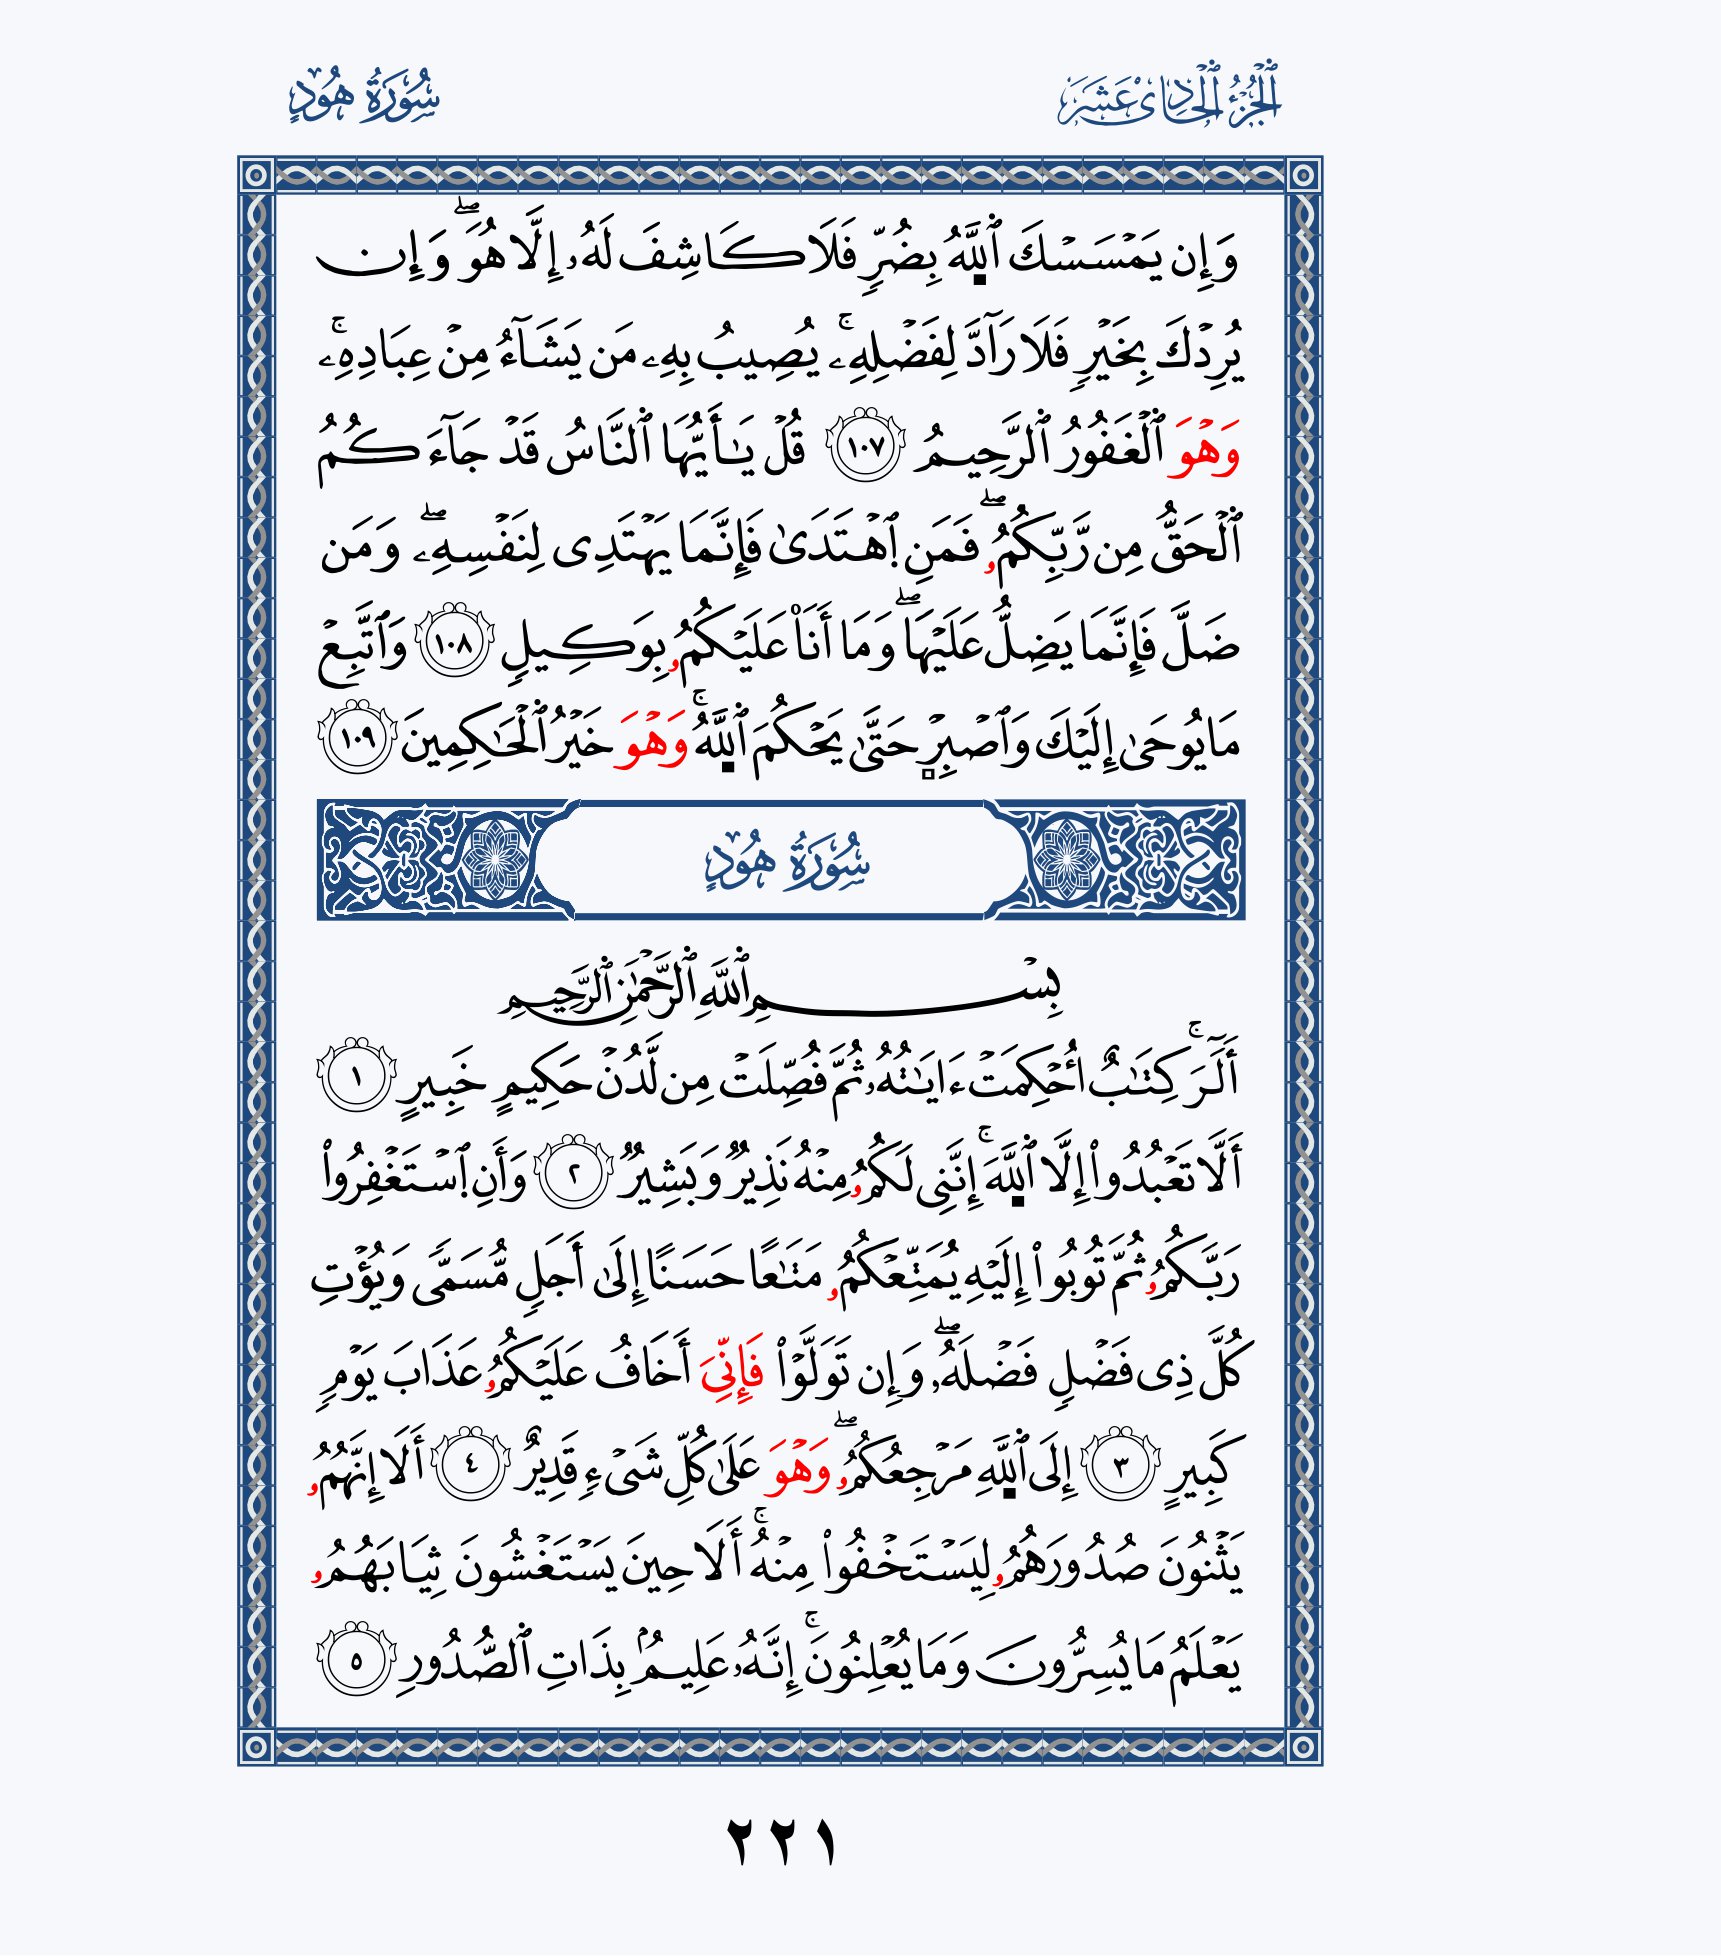 ٱلۡجُزۡءُ ٱلۡحَادِي عَشَرَ
سُورَةُ هُودٍ
وَإِن يَمۡسَسۡكَ ٱللَّهُ بِضُرّٖ فَلَا كَاشِفَ لَهُۥٓ إِلَّا هُوَۖ وَإِن
يُرِدۡكَ بِخَيۡرٖ فَلَا رَآدَّ لِفَضۡلِهِۦۚ يُصِيبُ بِهِۦ مَن يَشَآءُ مِنۡ عِبَادِهِۦۚ
وَهۡوَ ٱلۡغَفُورُ ٱلرَّحِيمُ ١٠٧ قُلۡ يَٰٓأَيُّهَا ٱلنَّاسُ قَدۡ جَآءَكُمُ
ٱلۡحَقُّ مِن رَّبِّكُمُۥۖ فَمَنِ ٱهۡتَدَىٰ فَإِنَّمَا يَهۡتَدِي لِنَفۡسِهِۦۖ وَمَن
ضَلَّ فَإِنَّمَا يَضِلُّ عَلَيۡهَاۖ وَمَا أَنَا۠ عَلَيۡكُمُۥ بِوَكِيلٖ ١٠٨ وَٱتَّبِعۡ
مَا يُوحَىٰ إِلَيۡكَ وَٱصۡبِرۡ حَتَّىٰ يَحۡكُمَ ٱللَّهُۚ وَهۡوَ خَيۡرُ ٱلۡحَٰكِمِينَ ١٠٩
سُورَةُ هُودٍ
بِسۡمِ ٱللَّهِ ٱلرَّحۡمَٰنِ ٱلرَّحِيمِ
أَلَٓرَۚ كِتَٰبٌ أُحۡكِمَتۡ ءَايَٰتُهُۥ ثُمَّ فُصِّلَتۡ مِن لَّدُنۡ حَكِيمٍ خَبِيرٍ ١
أَلَّا تَعۡبُدُوٓاْ إِلَّا ٱللَّهَۚ إِنَّنِي لَكُمُۥ مِنۡهُ نَذِيرٞ وَبَشِيرٞ ٢ وَأَنِ ٱسۡتَغۡفِرُواْ
رَبَّكُمُۥ ثُمَّ تُوبُواْ إِلَيۡهِ يُمَتِّعۡكُمُۥ مَتَٰعًا حَسَنًا إِلَىٰ أَجَلٖ مُّسَمّٗى وَيُؤۡتِ
كُلَّ ذِي فَضۡلٖ فَضۡلَهُۥۖ وَإِن تَوَلَّوۡاْ فَإِنِّيَ أَخَافُ عَلَيۡكُمُۥ عَذَابَ يَوۡمٖ
كَبِيرٍ ٣ إِلَى ٱللَّهِ مَرۡجِعُكُمُۥۖ وَهۡوَ عَلَىٰ كُلِّ شَيۡءٖ قَدِيرٌ ٤ أَلَا إِنَّهُمُۥ
يَثۡنُونَ صُدُورَهُمُۥ لِيَسۡتَخۡفُواْ مِنۡهُۚ أَلَا حِينَ يَسۡتَغۡشُونَ ثِيَابَهُمُۥ
يَعۡلَمُ مَا يُسِرُّونَ وَمَا يُعۡلِنُونَۚ إِنَّهُۥ عَلِيمُۢ بِذَاتِ ٱلصُّدُورِ ٥
٢٢١